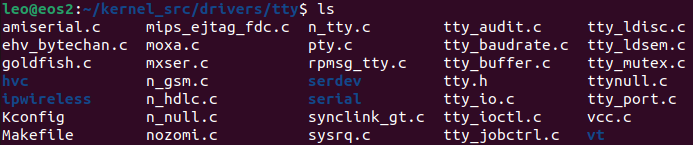 leo@eos2:~/kernel_src/drivers/tty$ ls
amiserial.c mips_ejtag_fdc.c n_tty.c tty_audit.c tty_ldisc.c
ehv_bytechan.c moxa.c pty.c tty_baudrate.c tty_ldsem.c
goldfish.c mxser.c rpmsg_tty.c tty_buffer.c tty_mutex.c
hvc n_gsm.c serdev tty.h ttynull.c
ipwireless n_hdlc.c serial tty_io.c tty_port.c
Kconfig n_null.c synclink_gt.c tty_ioctl.c vcc.c
Makefile nozomi.c sysrq.c tty_jobctrl.c vt